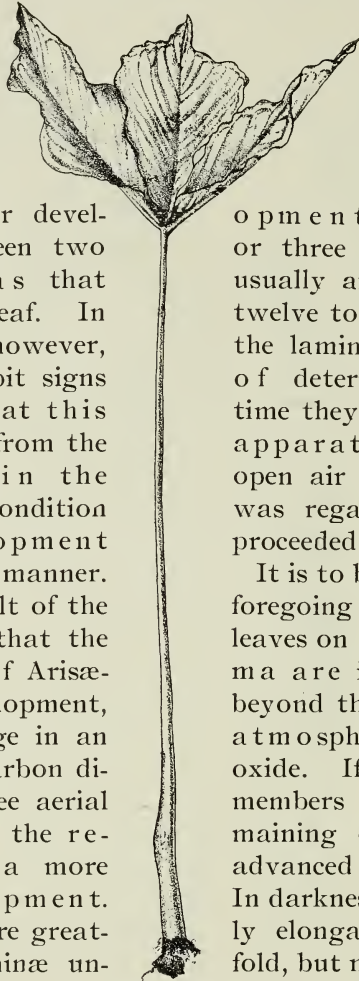 r devel- opment
een two or three
n s that usually a
eaf. In twelve to
however, the lamin
bit signs of deter
at this time they
from the apparat
in the open air
ondition was rega
opment proceeded
manner. It is to b
lt of the foregoing
that the leaves on
f Arisæ- ma are i
lopment, beyond th
ge in an atmosph
arbon di- oxide. If
ee aerial members
the re- maining
a more advanced
pment. In darknes
re great- ly elonga
ninæ un- fold, but n